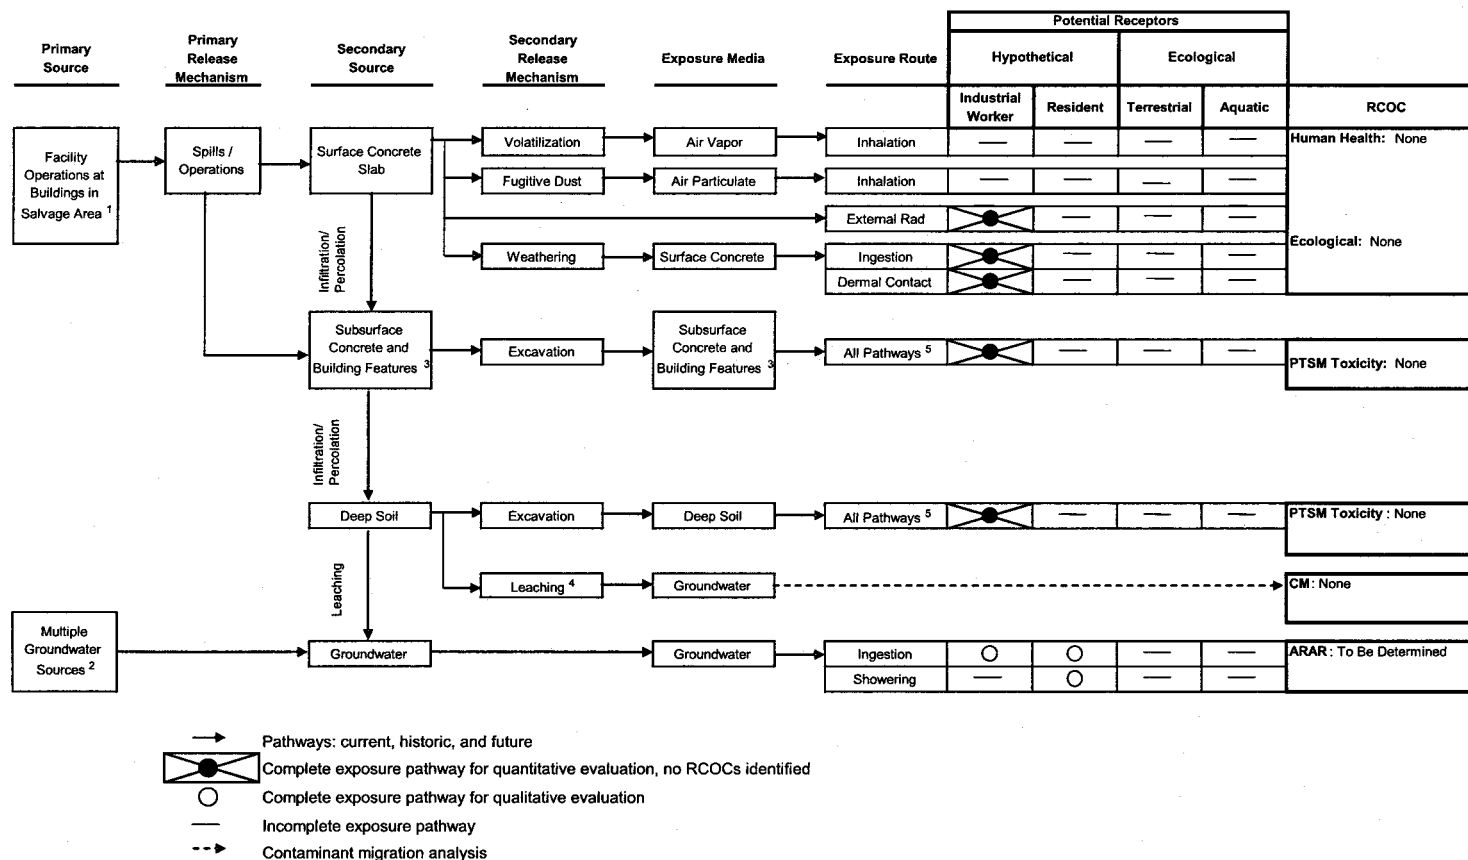 Potential Receptors
Primary
Source
Primary
Release
Mechanism
Secondary
Source
Secondary
Release
Mechanism
Exposure Media
Exposure Route
Hypothetical
Ecological
Industrial
Worker
Resident
Terrestrial
Aquatic
RCOC
Facility
Operations at
Buildings in
Salvage Area 1
Spills /
Operations
Surface Concrete
Slab
Volatilization
Air Vapor
Inhalation
Human Health: None
Fugitive Dust
Air Particulate
Inhalation
External Rad
Ecological: None
Infiltration/
Percolation
Weathering
Surface Concrete
Ingestion
Dermal Contact
Subsurface
Concrete and
Building Features 3
Excavation
Subsurface
Concrete and
Building Features 3
All Pathways 5
PTSM Toxicity: None
Infiltration/
Percolation
Deep Soil
Excavation
Deep Soil
All Pathways 5
PTSM Toxicity : None
Leaching
Leaching 4
Groundwater
CM: None
Multiple
Groundwater
Sources 2
Groundwater
Groundwater
Ingestion
ARAR : To Be Determined
Showering
Pathways: current, historic, and future
Complete exposure pathway for quantitative evaluation, no RCOCs identified
Complete exposure pathway for qualitative evaluation
Incomplete exposure pathway
Contaminant migration analysis